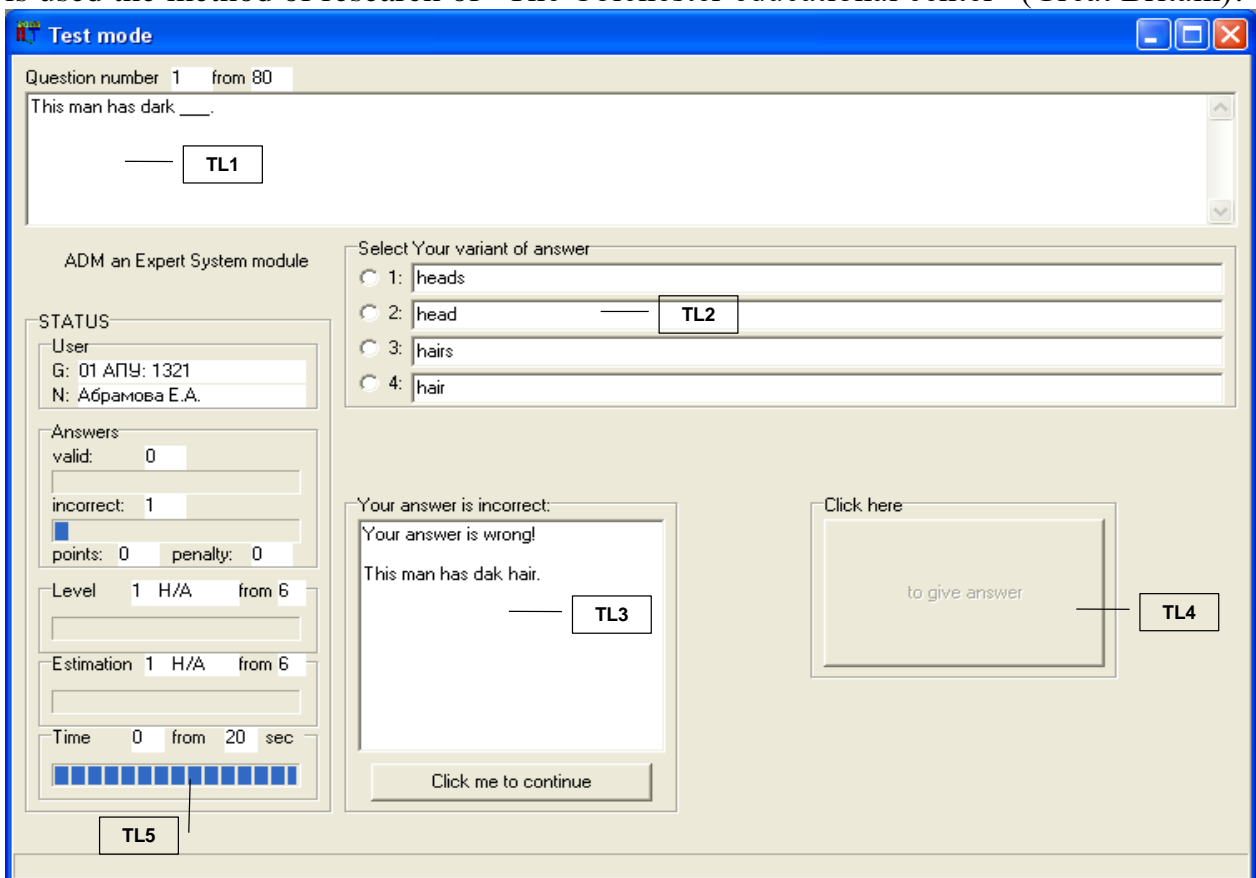 Test mode
Question number 1 from 80
This man has dark ___.
TL1
ADM an Expert System module
Select Your variant of answer
1: heads
2: head
TL2
3: hairs
4: hair
STATUS
User
G: 01 АПУ: 1321
N: Абрамова Е.А.
Answers
valid: 0
incorrect: 1
points: 0 penalty: 0
Level 1 Н/А from 6
Estimation 1 Н/А from 6
Time 0 from 20 sec
TL5
Your answer is incorrect:
Your answer is wrong!
This man has dak hair.
TL3
Click me to continue
Click here
to give answer
TL4